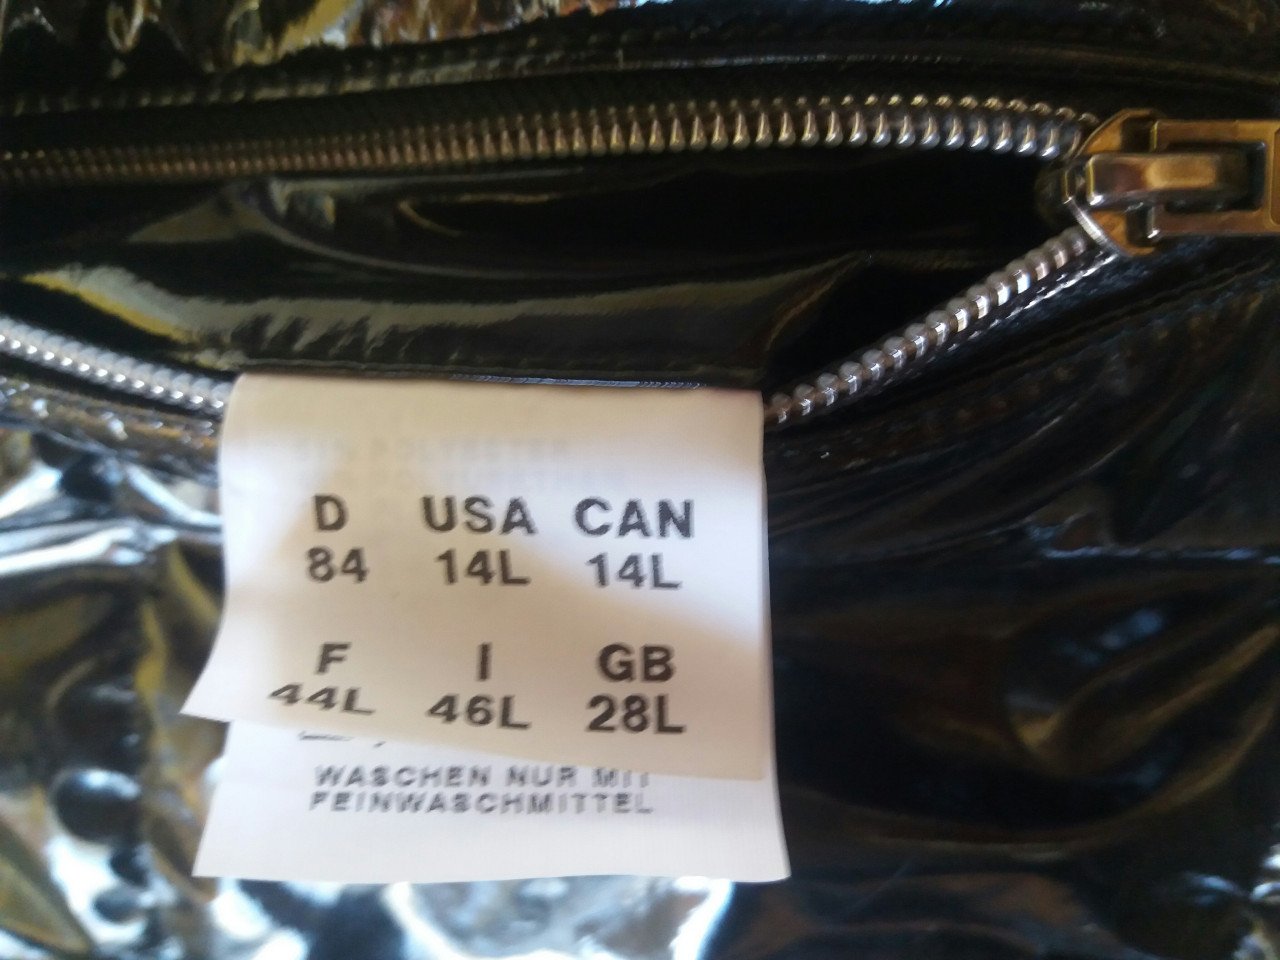 D USA CAN
84 14L 14L
F I GB
44L 46L 28L
WASCHEN NUR MIT
FEINWASCHMITTEL